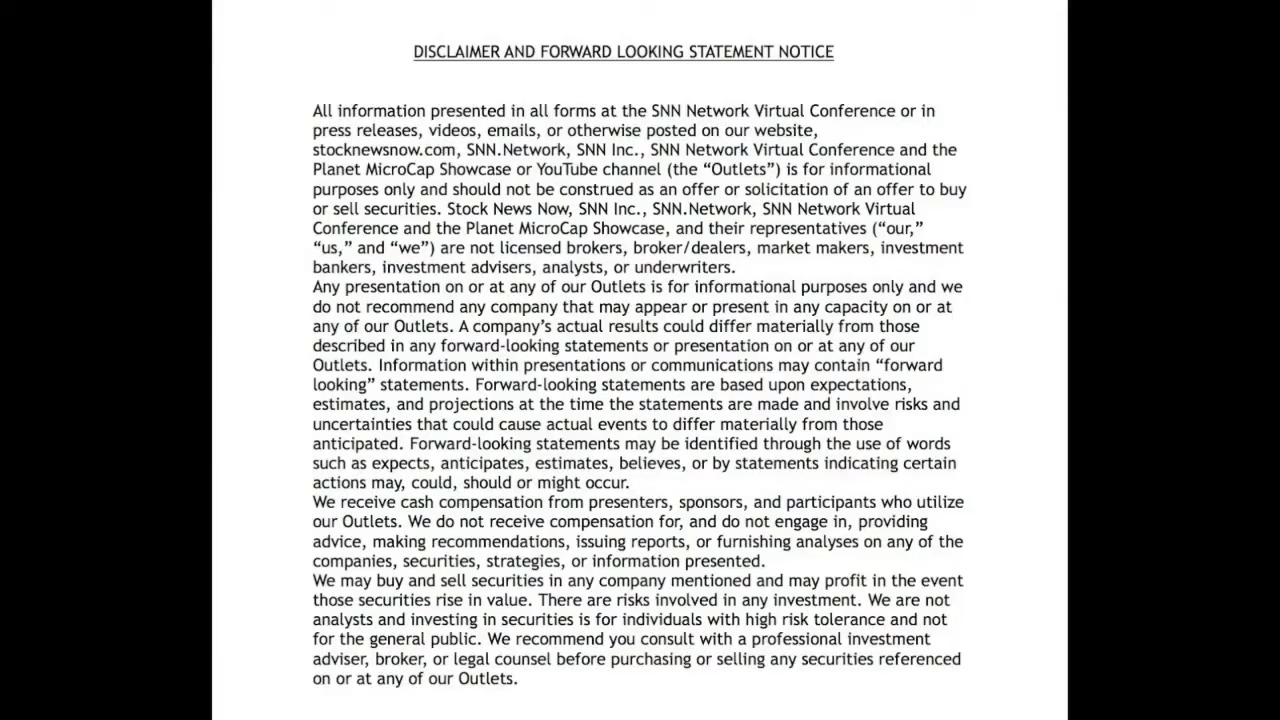 DISCLAIMER AND FORWARD LOOKING STATEMENT NOTICE
All information presented in all forms at the SNN Network Virtual Conference or in
press releases, videos, emails, or otherwise posted on our website,
stocknewsnow.com, SNN.Network, SNN Inc., SNN Network Virtual Conference and the
Planet MicroCap Showcase or YouTube channel (the “Outlets”) is for informational
purposes only and should not be construed as an offer or solicitation of an offer to buy
or sell securities. Stock News Now, SNN Inc., SNN.Network, SNN Network Virtual
Conference and the Planet MicroCap Showcase, and their representatives (“our,”
“us,” and “we”) are not licensed brokers, broker/dealers, market makers, investment
bankers, investment advisers, analysts, or underwriters.
Any presentation on or at any of our Outlets is for informational purposes only and we
do not recommend any company that may appear or present in any capacity on or at
any of our Outlets. A company’s actual results could differ materially from those
described in any forward-looking statements or presentation on or at any of our
Outlets. Information within presentations or communications may contain “forward
looking” statements. Forward-looking statements are based upon expectations,
estimates, and projections at the time the statements are made and involve risks and
uncertainties that could cause actual events to differ materially from those
anticipated. Forward-looking statements may be identified through the use of words
such as expects, anticipates, estimates, believes, or by statements indicating certain
actions may, could, should or might occur.
We receive cash compensation from presenters, sponsors, and participants who utilize
our Outlets. We do not receive compensation for, and do not engage in, providing
advice, making recommendations, issuing reports, or furnishing analyses on any of the
companies, securities, strategies, or information presented.
We may buy and sell securities in any company mentioned and may profit in the event
those securities rise in value. There are risks involved in any investment. We are not
analysts and investing in securities is for individuals with high risk tolerance and not
for the general public. We recommend you consult with a professional investment
adviser, broker, or legal counsel before purchasing or selling any securities referenced
on or at any of our Outlets.